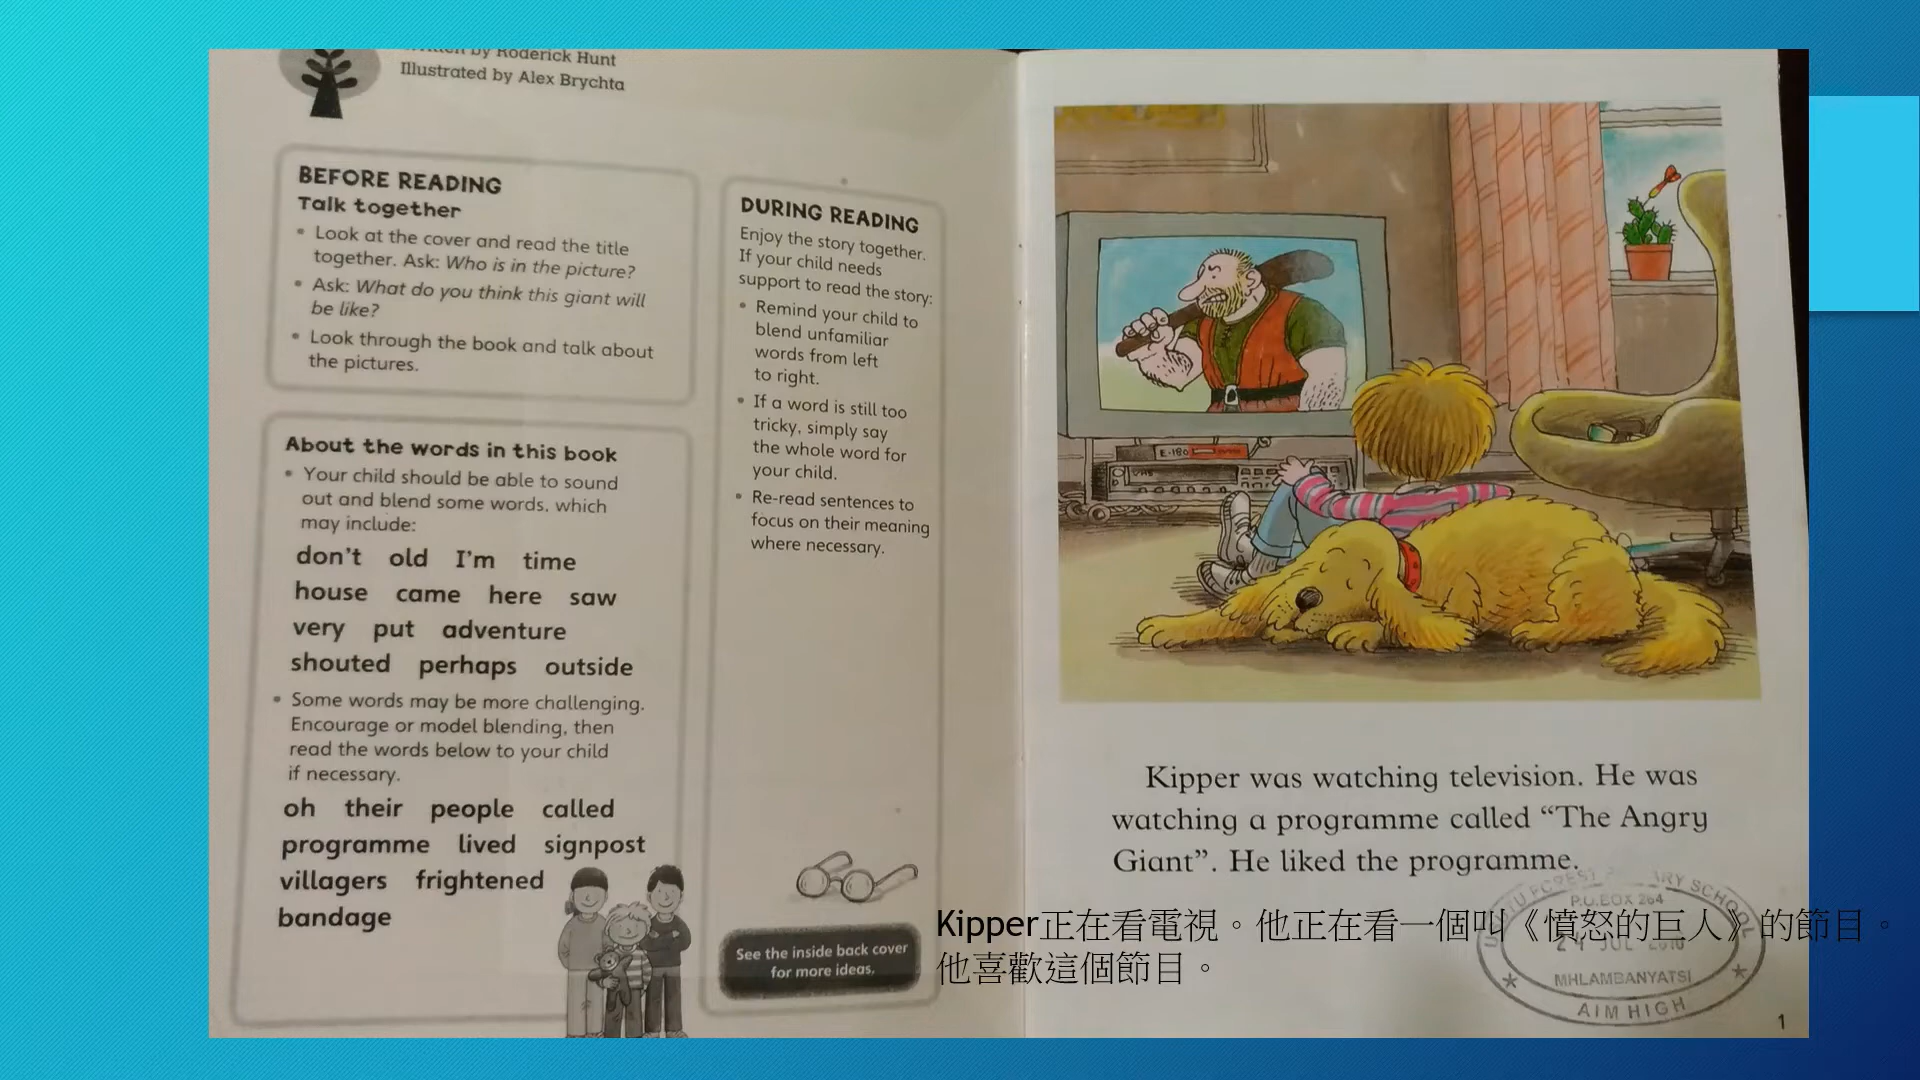 by Roderick Hunt
Illustrated by Alex Brychta
BEFORE READING
Talk together
• Look at the cover and read the title
together. Ask: Who is in the picture?
• Ask: What do you think this giant will
be like?
• Look through the book and talk about
the pictures.
About the words in this book
• Your child should be able to sound
out and blend some words, which
may include:
don't old I'm time
house came here saw
very put adventure
shouted perhaps outside
• Some words may be more challenging.
Encourage or model blending, then
read the words below to your child
if necessary.
oh their people called
programme lived signpost
villagers frightened
bandage
DURING READING
Enjoy the story together.
If your child needs
support to read the story:
• Remind your child to
blend unfamiliar
words from left
to right.
• If a word is still too
tricky, simply say
the whole word for
your child.
• Re-read sentences to
focus on their meaning
where necessary.
See the inside back cover
for more ideas.
E-180
VHS
Kipper was watching television. He was
watching a programme called “The Angry
Giant”. He liked the programme.
Kipper正在看電視。他正在看一個叫《憤怒的巨人》的節目。
他喜歡這個節目。
SCHOOL
P.O.BOX 264
MHLAMBANYATSI
AIM HIGH
1